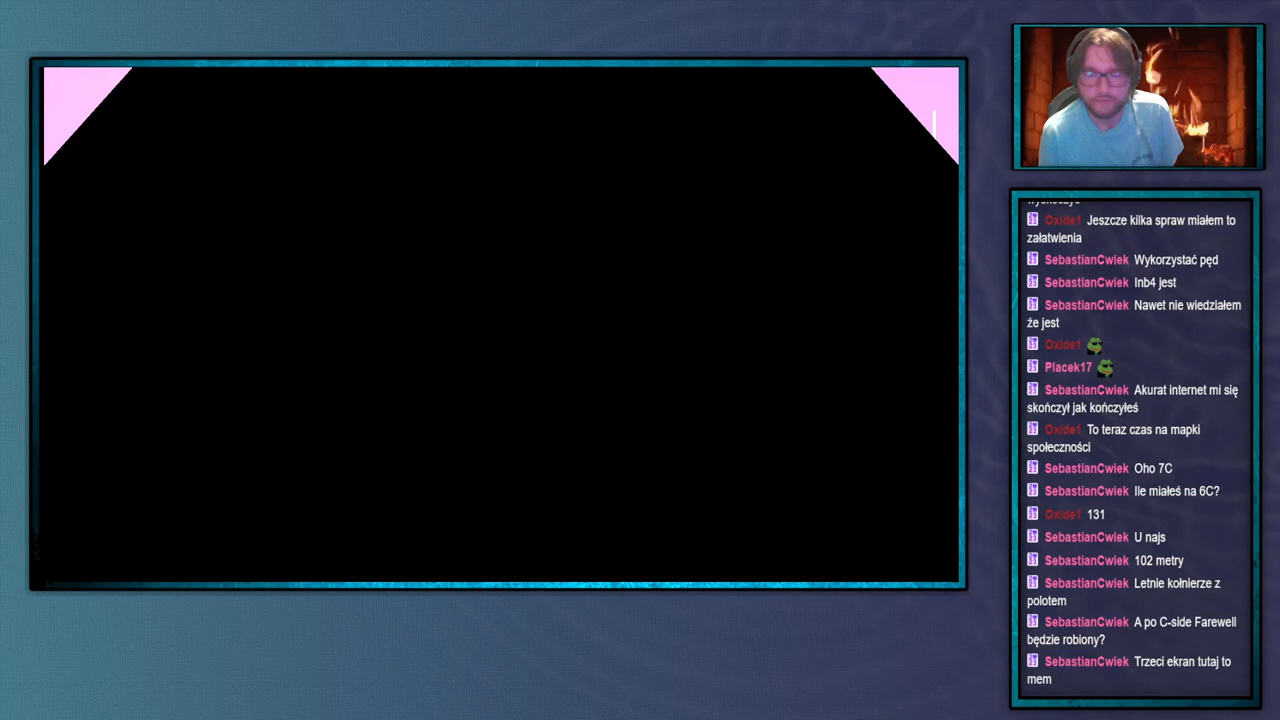 Oxide1 Jeszcze kilka spraw miałem to
załatwienia
SebastianCwiek Wykorzystać pęd
SebastianCwiek Inb4 jest
SebastianCwiek Nawet nie wiedziałem
że jest
Oxide1
Placek17
SebastianCwiek Akurat internet mi się
skończył jak kończyłeś
Oxide1 To teraz czas na mapki
społeczności
SebastianCwiek Oho 7C
SebastianCwiek Ile miałeś na 6C?
Oxide1 131
SebastianCwiek U najs
SebastianCwiek 102 metry
SebastianCwiek Letnie kołnierze z
polotem
SebastianCwiek A po C-side Farewell
będzie robiony?
SebastianCwiek Trzeci ekran tutaj to
mem